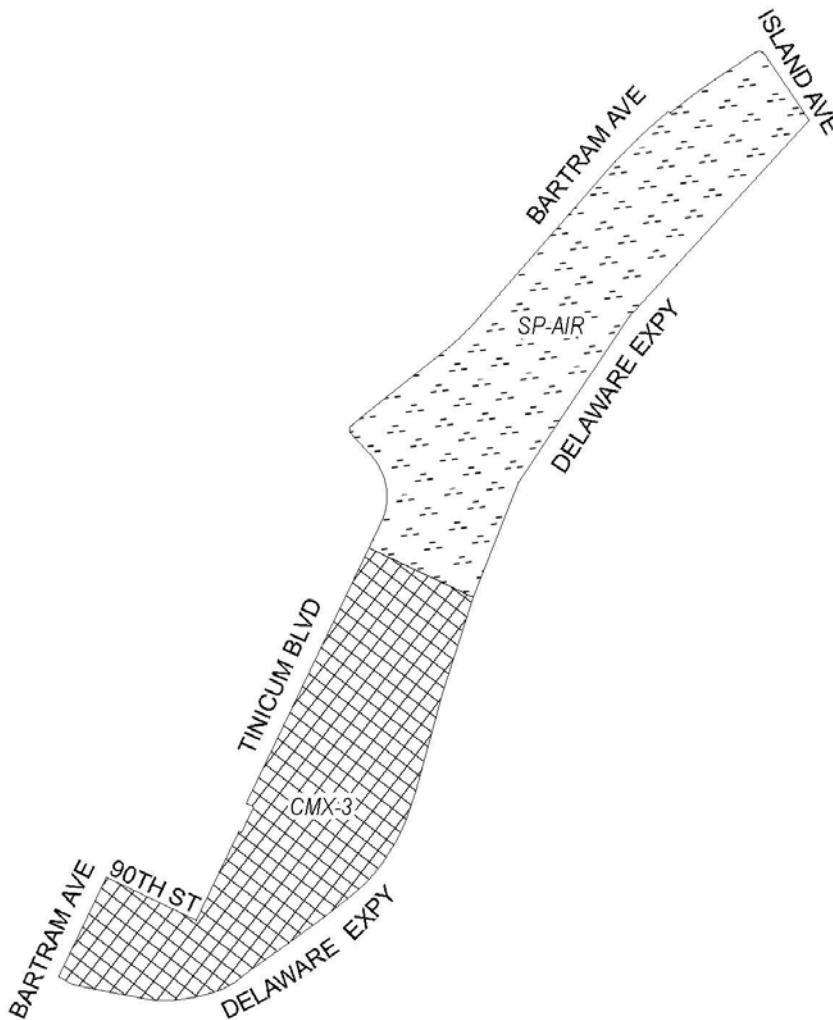 ISLAND AVE
BARTRAM AVE
SP-AIR
DELAWARE EXPY
TINICUM BLVD
CMX-3
90TH ST
BARTRAM AVE
DELAWARE EXPY